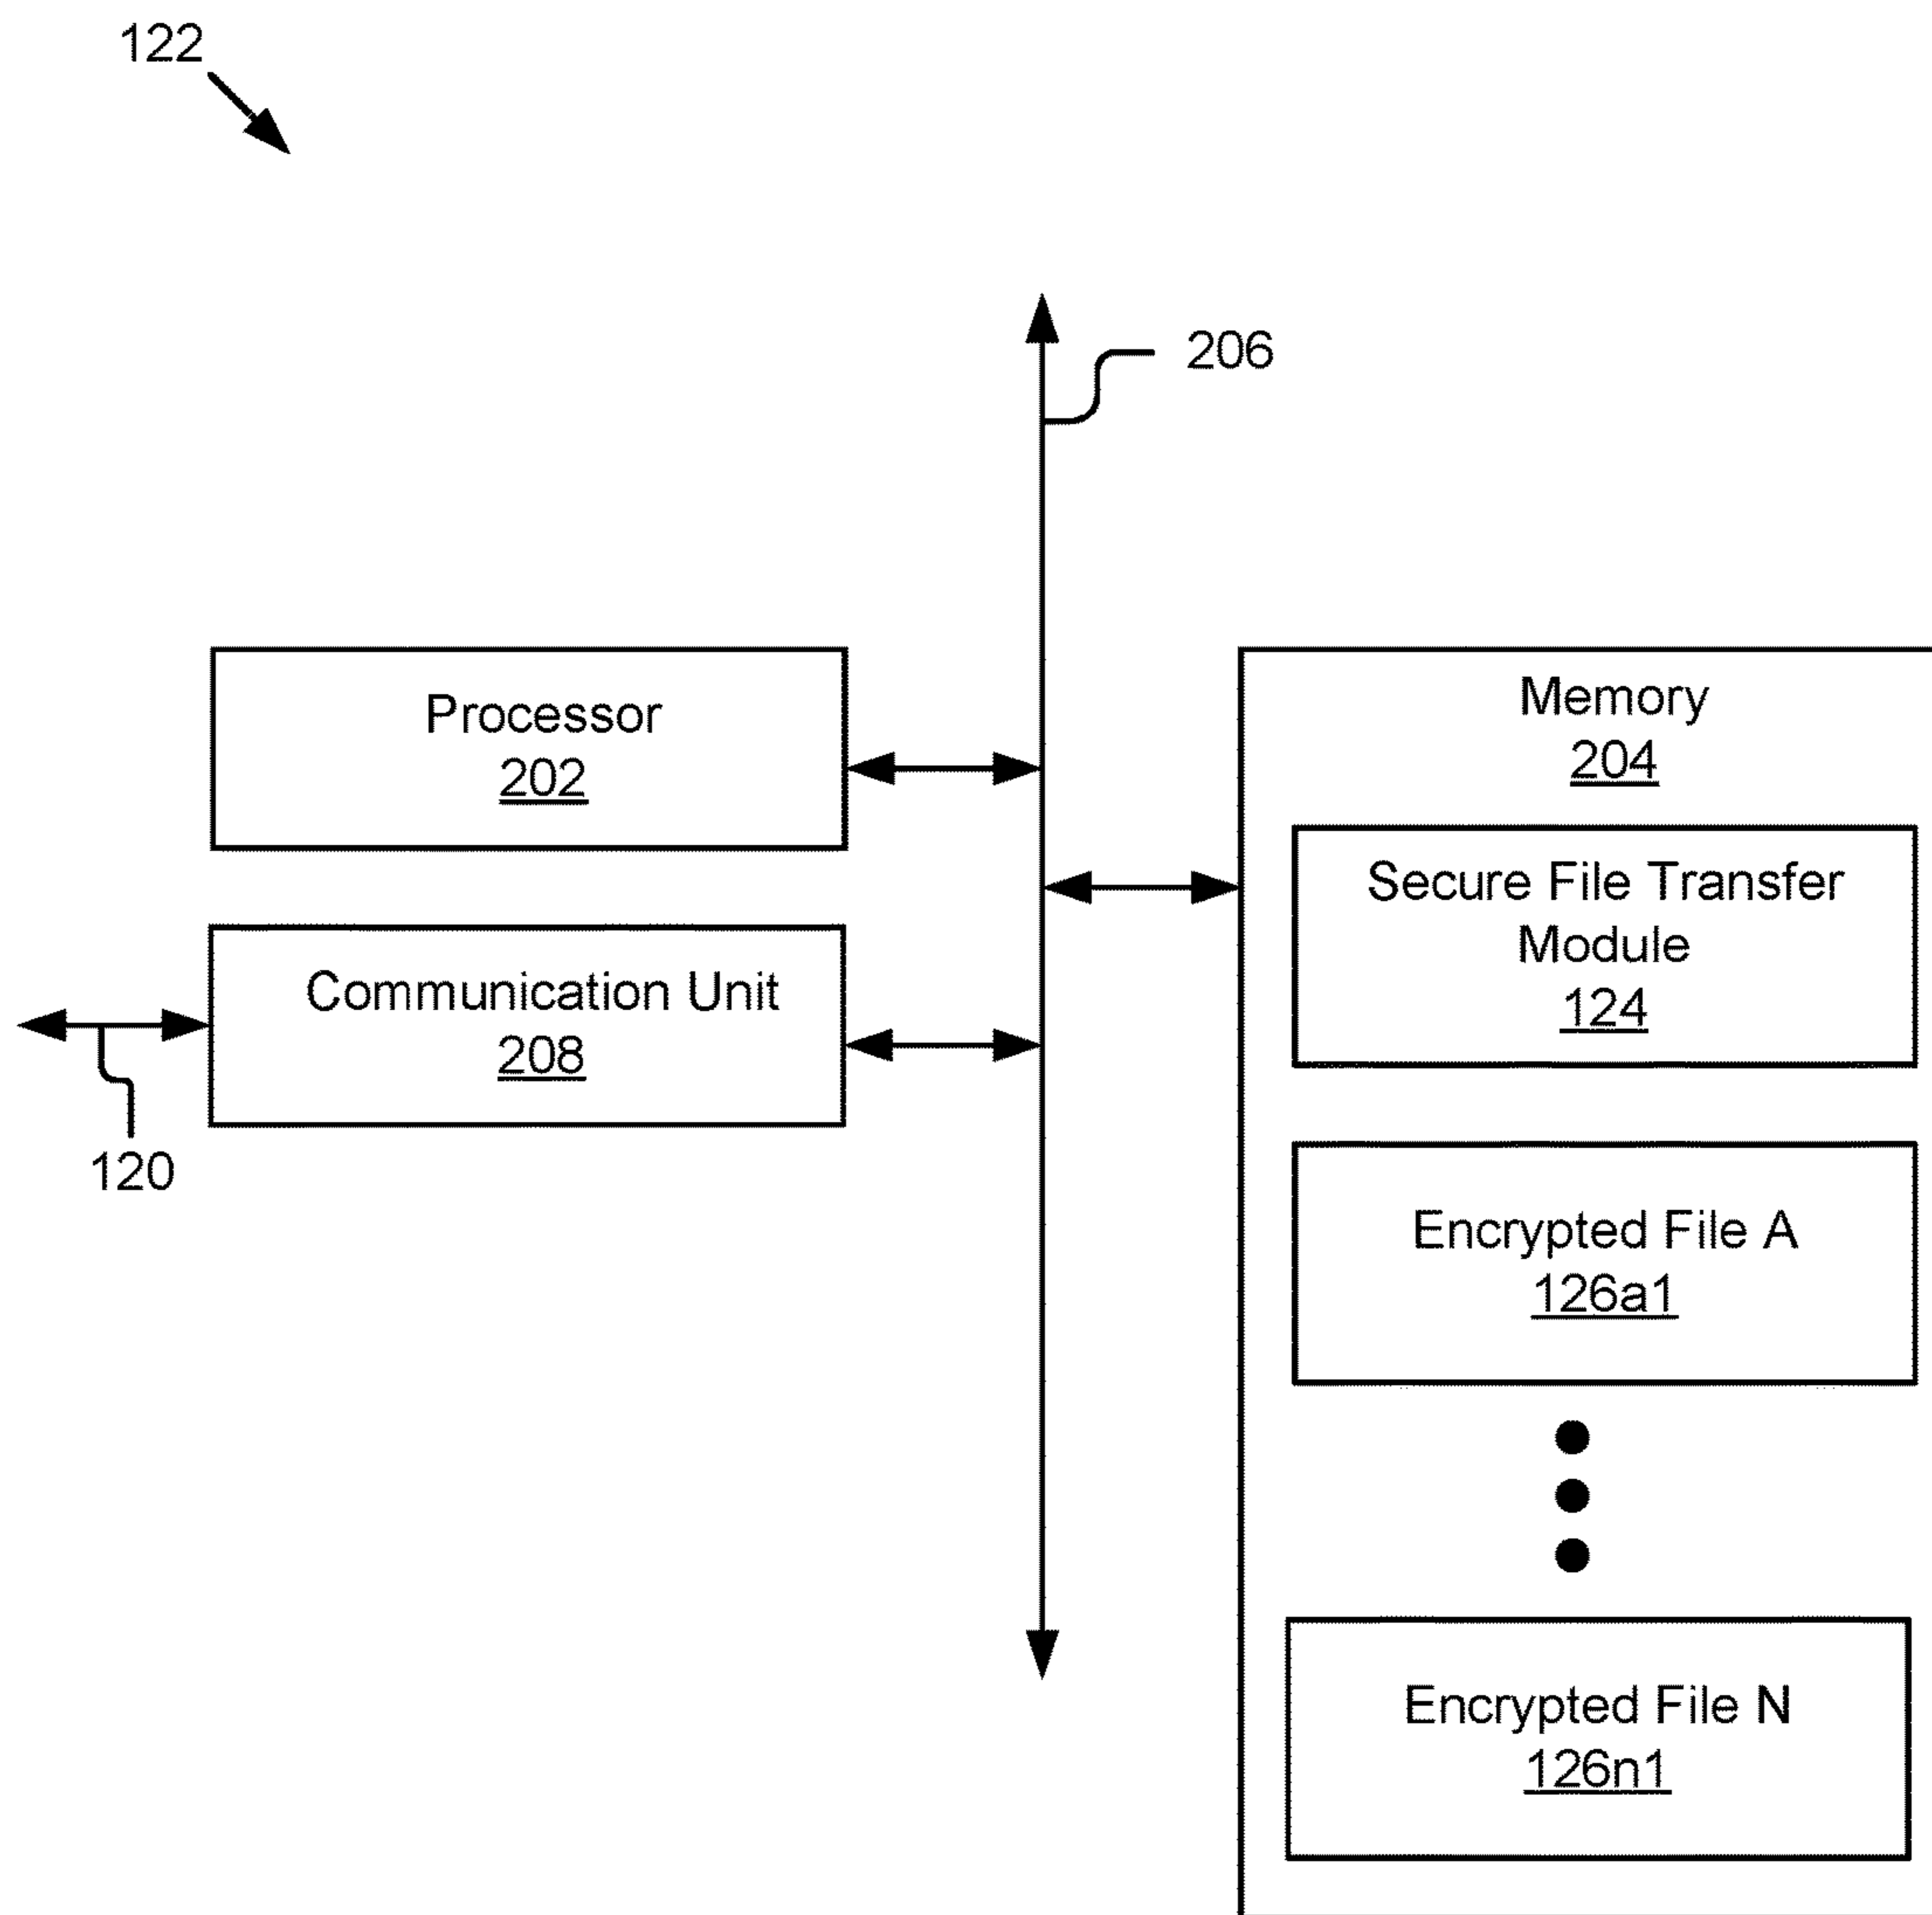 122
206
Processor
202
Communication Unit
208
120
Memory
204
Secure File Transfer
Module
124
Encrypted File A
126a1
Encrypted File N
126n1